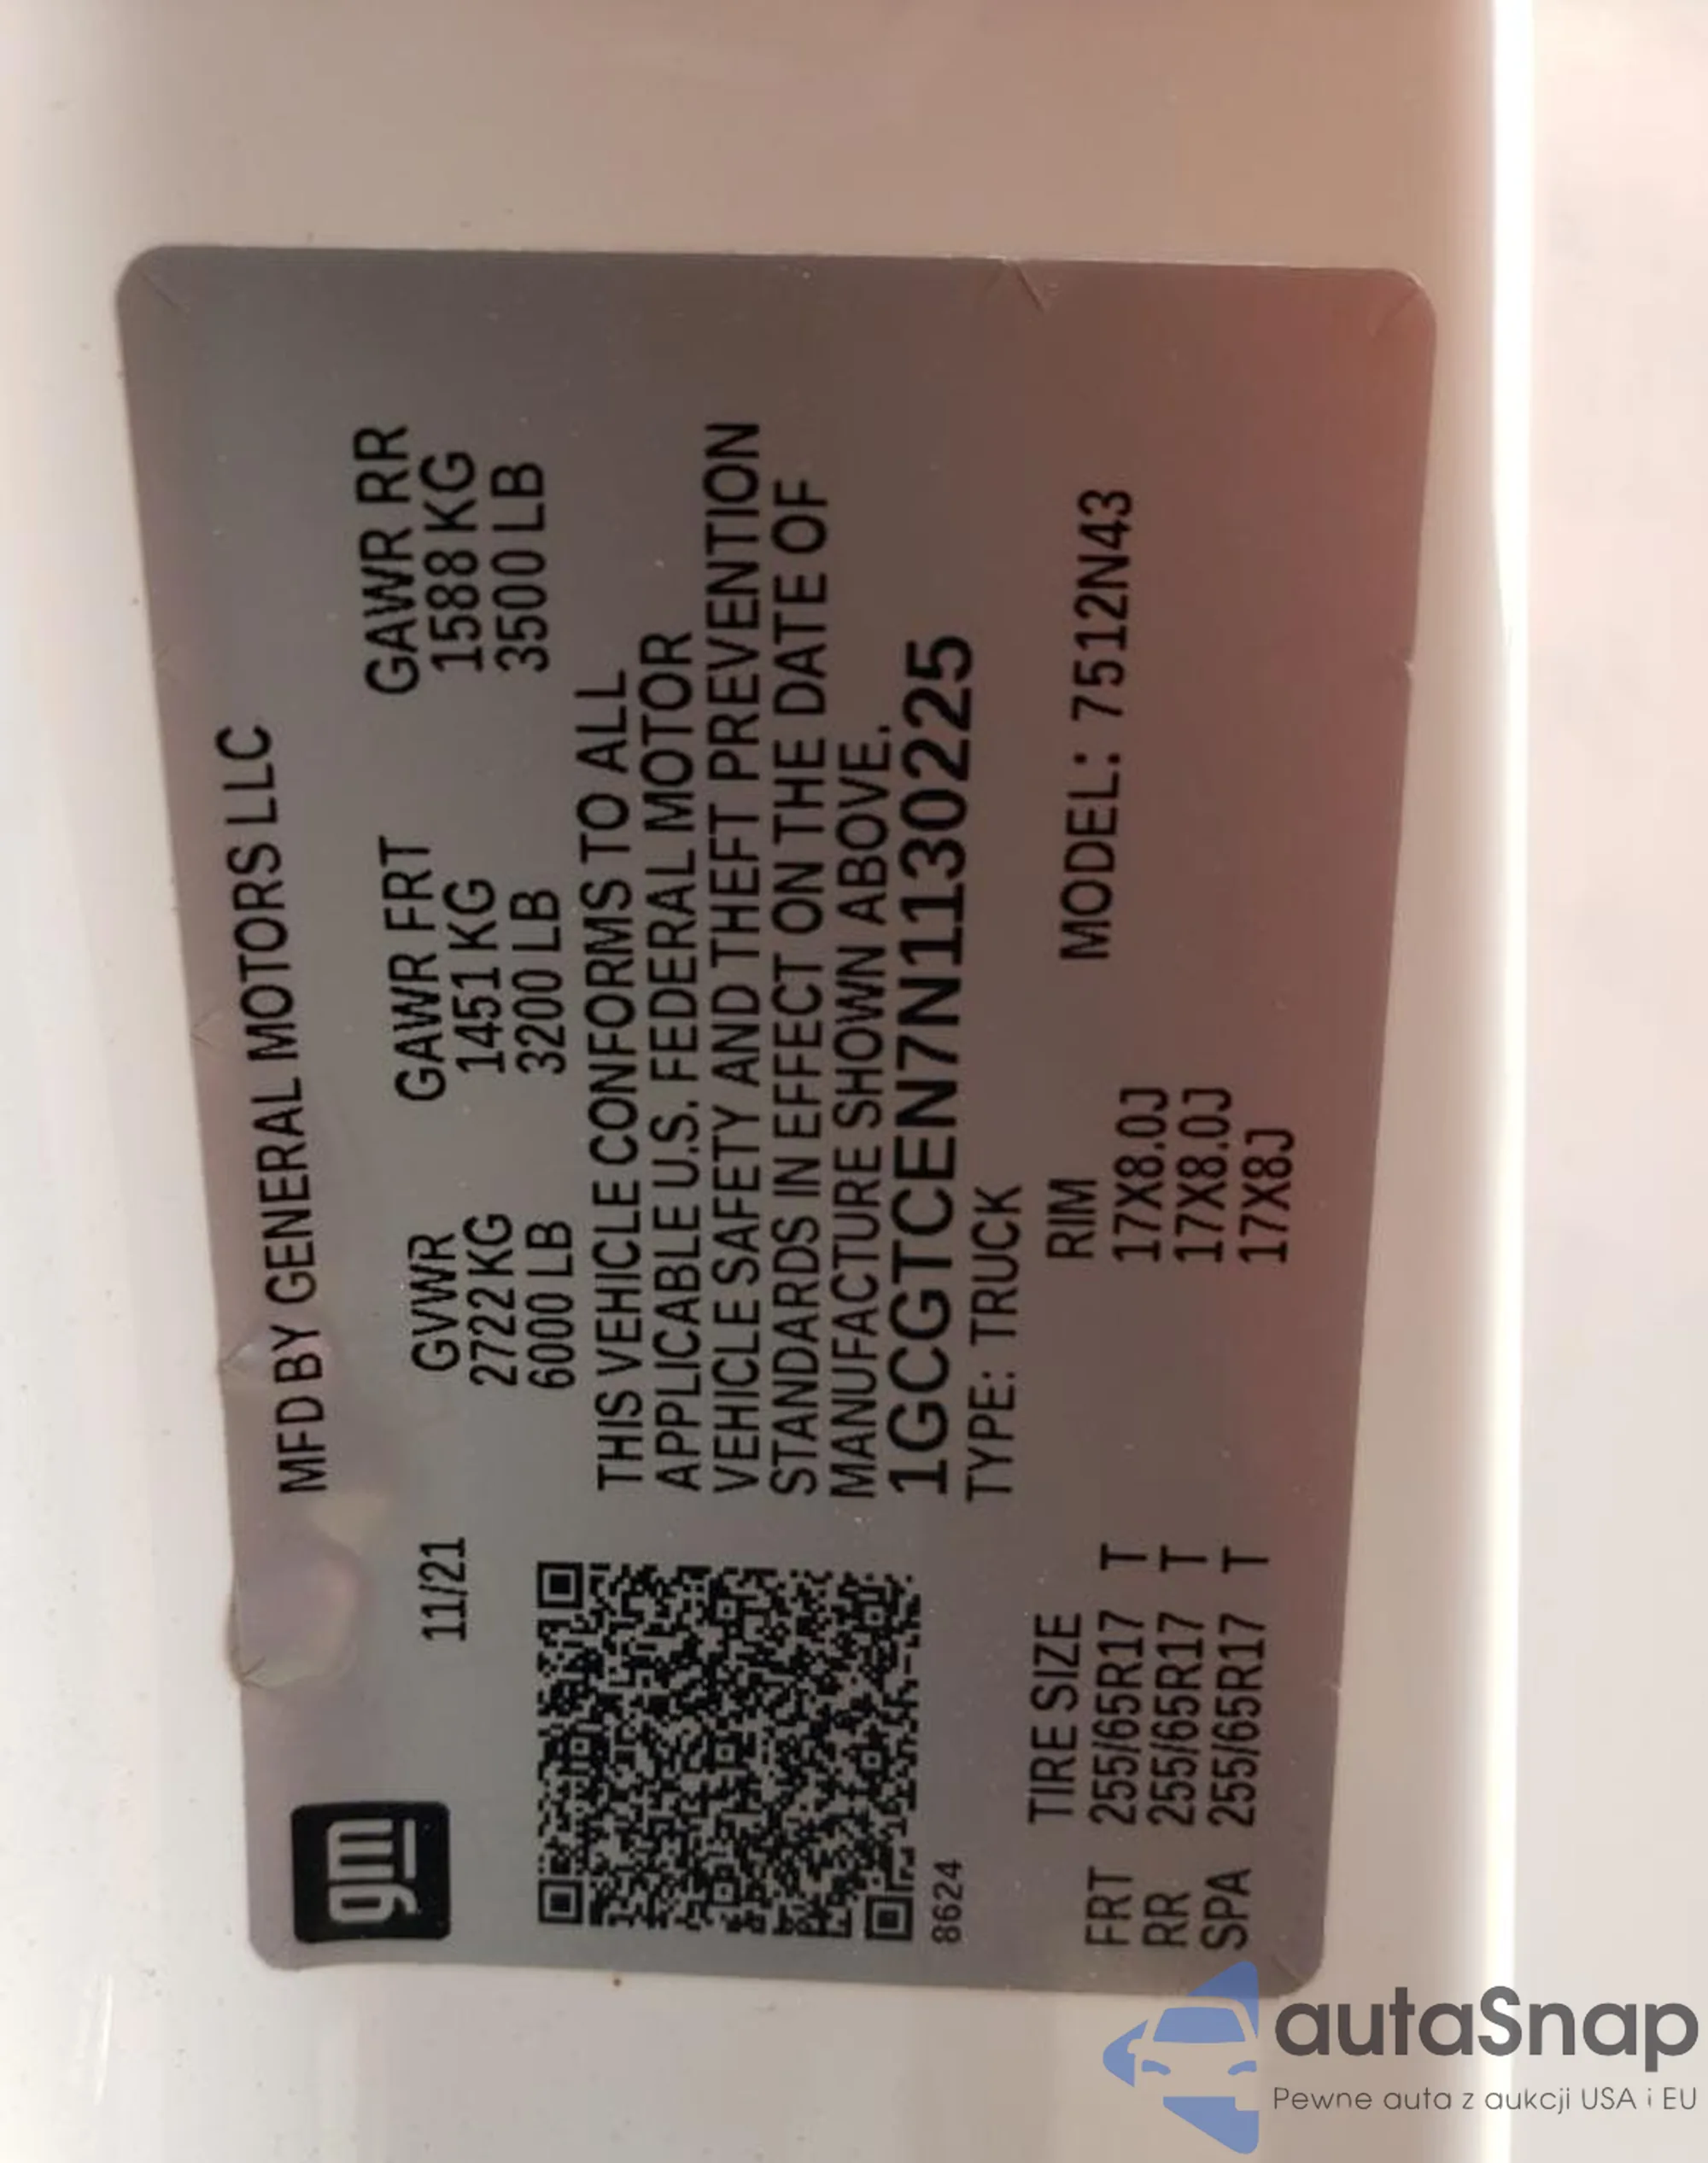 gm
MFD BY GENERAL MOTORS LLC
11/21 GVWR GAWR FRT GAWR RR
2722 KG 1451 KG 1588 KG
6000 LB 3200 LB 3500 LB
THIS VEHICLE CONFORMS TO ALL
APPLICABLE U.S. FEDERAL MOTOR
VEHICLE SAFETY AND THEFT PREVENTION
STANDARDS IN EFFECT ON THE DATE OF
MANUFACTURE SHOWN ABOVE.
1GCGTCEN7N1130225
8624 TYPE: TRUCK
TIRE SIZE RIM MODEL: 7512N43
FRT 255/65R17 T 17X8.0J
RR 255/65R17 T 17X8.0J
SPA 255/65R17 T 17X8J
autaSnap
Pewne auta z aukcji USA i EU